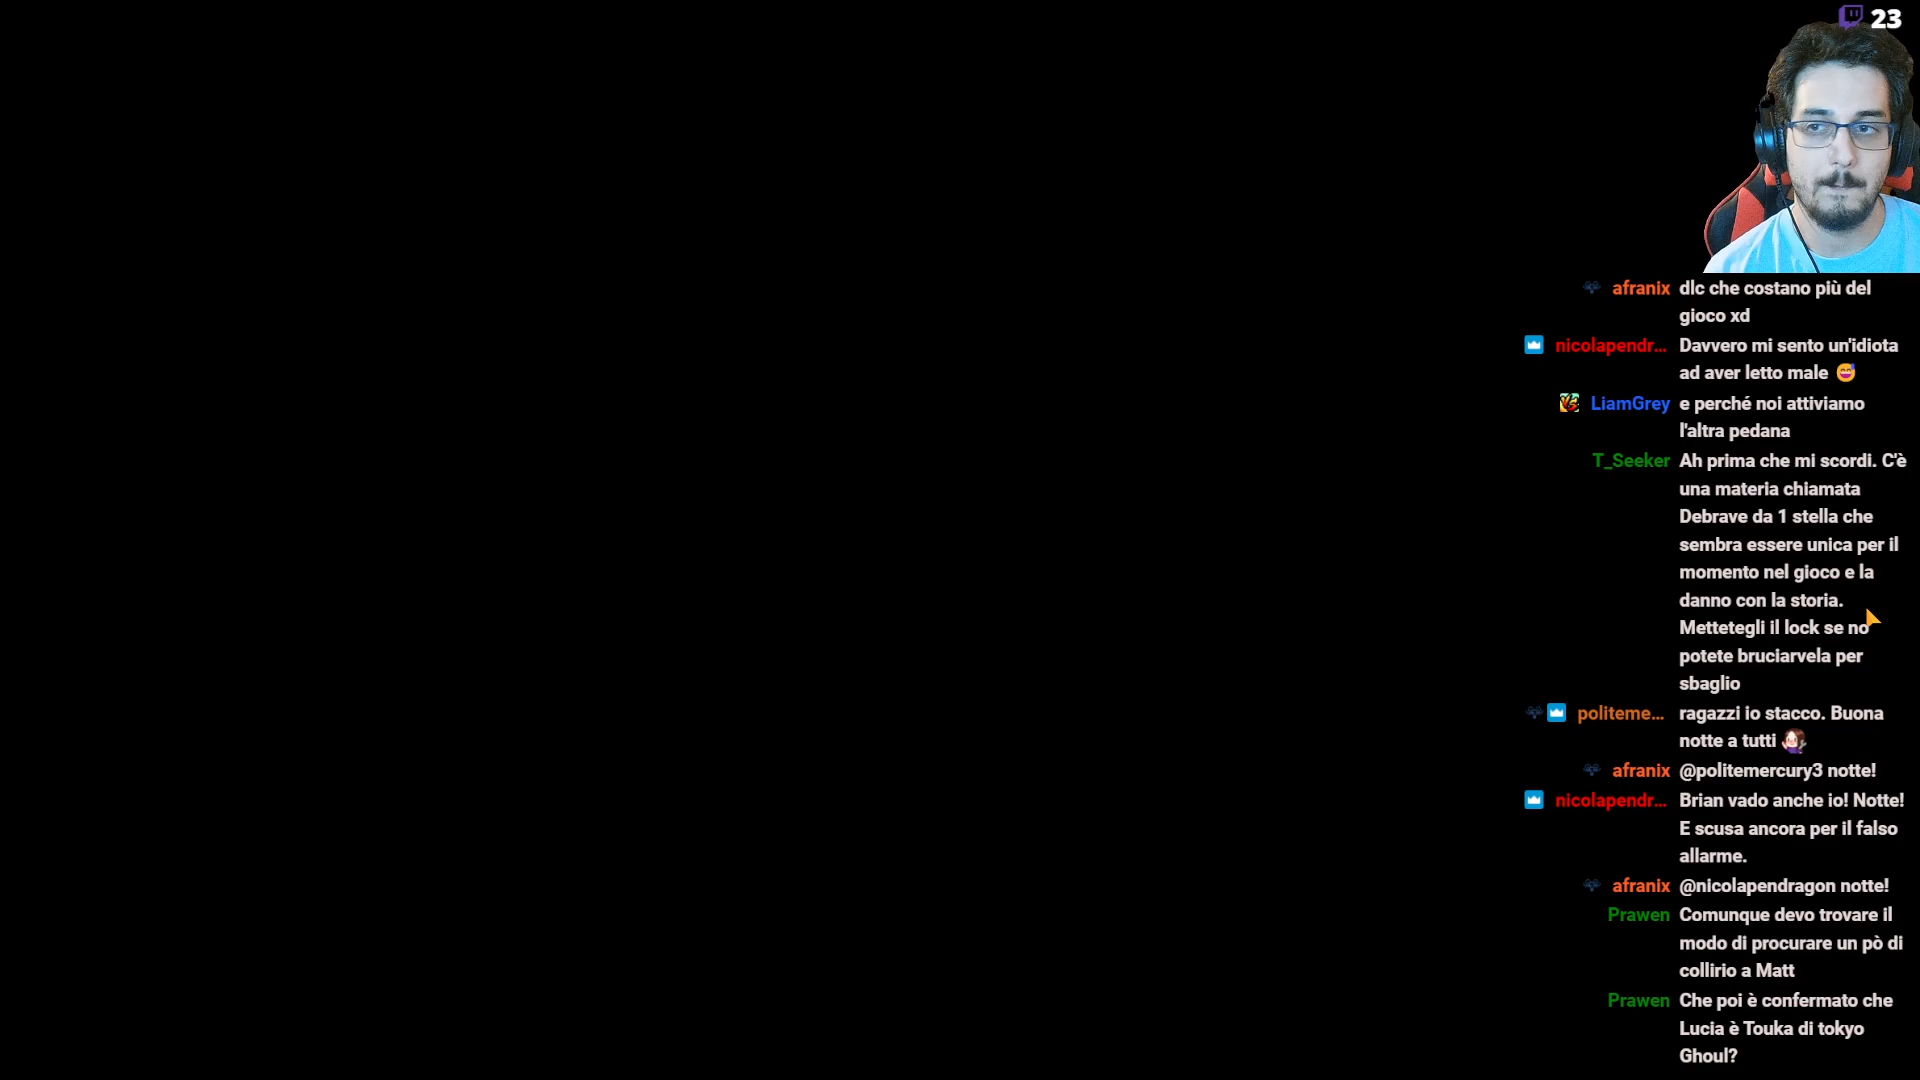 23
afranix dlc che costano più del
gioco xd
nicolapendr... Davvero mi sento un'idiota
ad aver letto male 😅
LiamGrey e perché noi attiviamo
l'altra pedana
T_Seeker Ah prima che mi scordi. C'è
una materia chiamata
Debrave da 1 stella che
sembra essere unica per il
momento nel gioco e la
danno con la storia.
Mettetegli il lock se no
potete bruciarvela per
sbaglio
politeme... ragazzi io stacco. Buona
notte a tutti
afranix @politemercury3 notte!
nicolapendr... Brian vado anche io! Notte!
E scusa ancora per il falso
allarme.
afranix @nicolapendragon notte!
Prawen Comunque devo trovare il
modo di procurare un pò di
collirio a Matt
Prawen Che poi è confermato che
Lucia è Touka di tokyo
Ghoul?